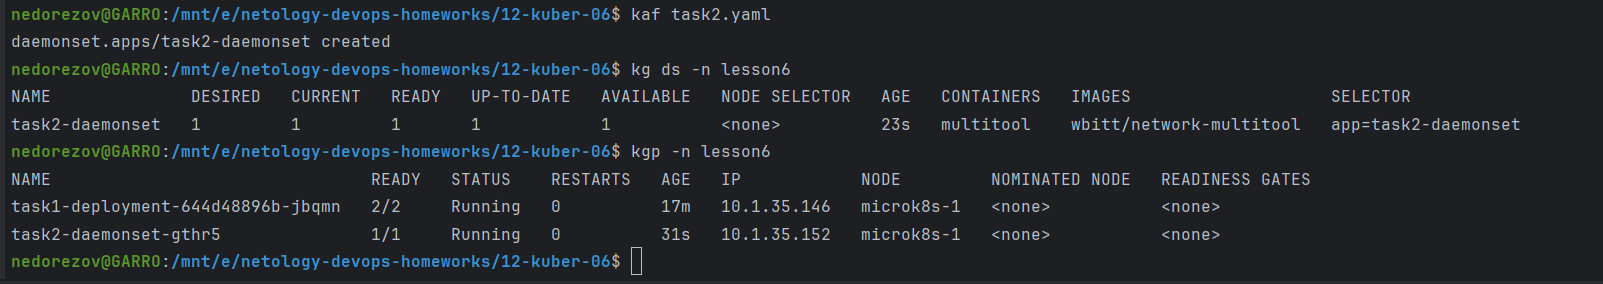 nedorezov@GARRO:/mnt/e/netology-devops-homeworks/12-kuber-06$ kaf task2.yaml
daemonset.apps/task2-daemonset created
nedorezov@GARRO:/mnt/e/netology-devops-homeworks/12-kuber-06$ kg ds -n lesson6
NAME DESIRED CURRENT READY UP-TO-DATE AVAILABLE NODE SELECTOR AGE CONTAINERS IMAGES SELECTOR
task2-daemonset 1 1 1 1 1 <none> 23s multitool wbitt/network-multitool app=task2-daemonset
nedorezov@GARRO:/mnt/e/netology-devops-homeworks/12-kuber-06$ kgp -n lesson6
NAME READY STATUS RESTARTS AGE IP NODE NOMINATED NODE READINESS GATES
task1-deployment-644d48896b-jbqmn 2/2 Running 0 17m 10.1.35.146 microk8s-1 <none> <none>
task2-daemonset-gthr5 1/1 Running 0 31s 10.1.35.152 microk8s-1 <none> <none>
nedorezov@GARRO:/mnt/e/netology-devops-homeworks/12-kuber-06$